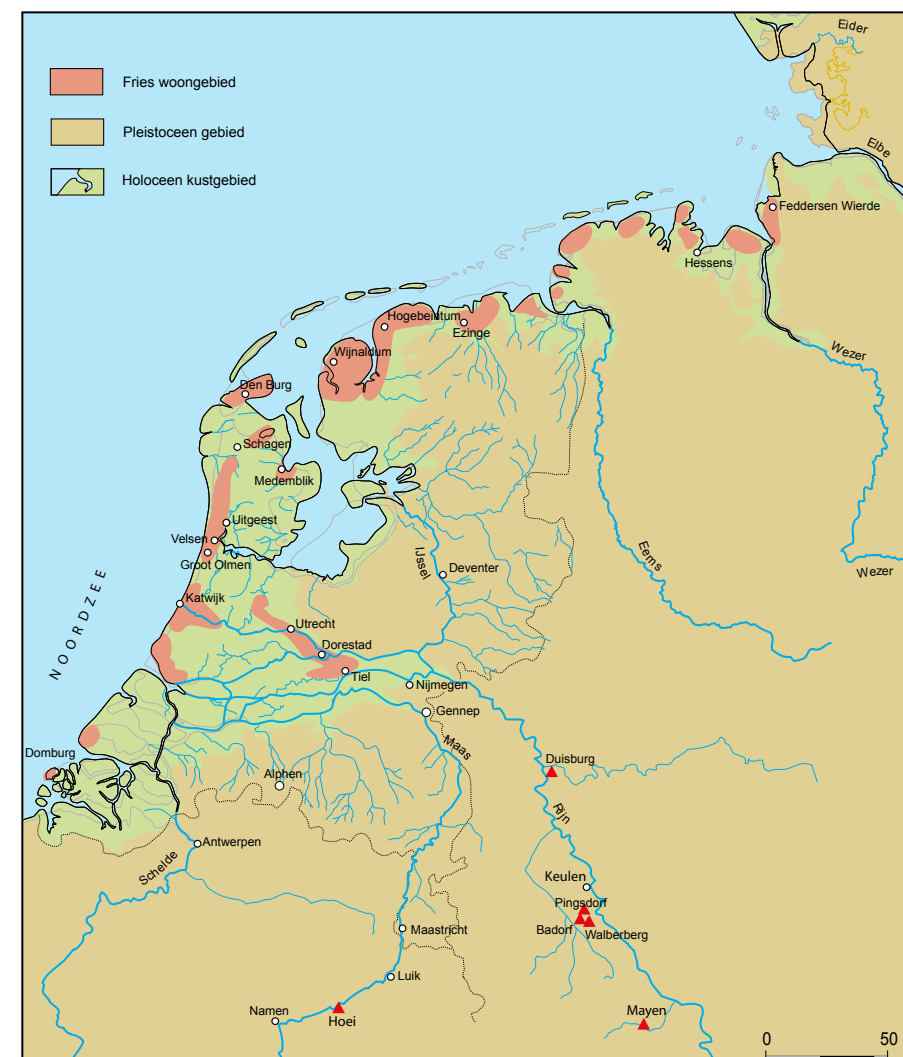 Fries woongebied
Pleistoceen gebied
Holoceen kustgebied
Eider
Elbe
Feddersen Wierde
Hessens
Wezer
Wezer
Hogebeintum
Ezinge
Wijnaldum
Den Burg
Schagen
Medemblik
Uitgeest
Velsen
Groot Olmen
IJssel
Deventer
Eems
NOORDZEE
Katwijk
Utrecht
Dorestad
Tiel
Nijmegen
Gennep
Maas
Domburg
Alphen
Duisburg
Rijn
Antwerpen
Schelde
Keulen
Pingsdorf
Badorf
Walberberg
Maastricht
Luik
Namen
Hoei
Mayen
0 50